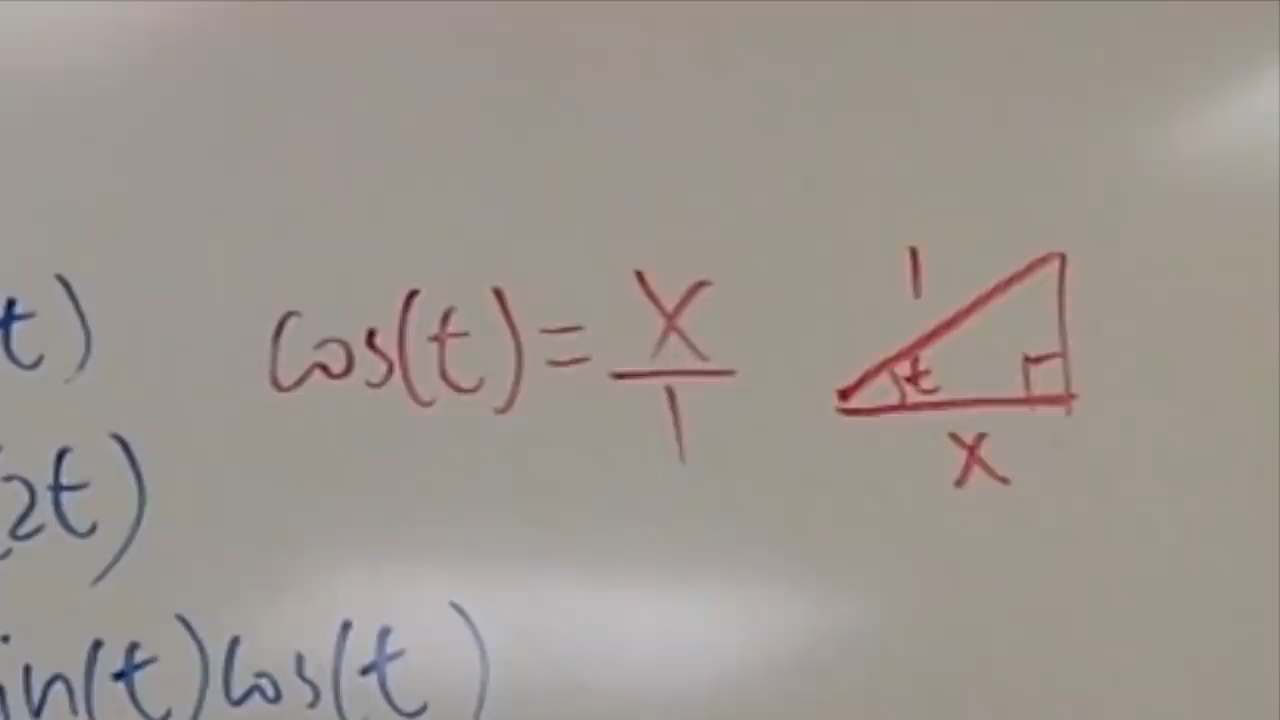 t)
cos(t) = x/1
1
t
x
2t)
in(t)cos(t)